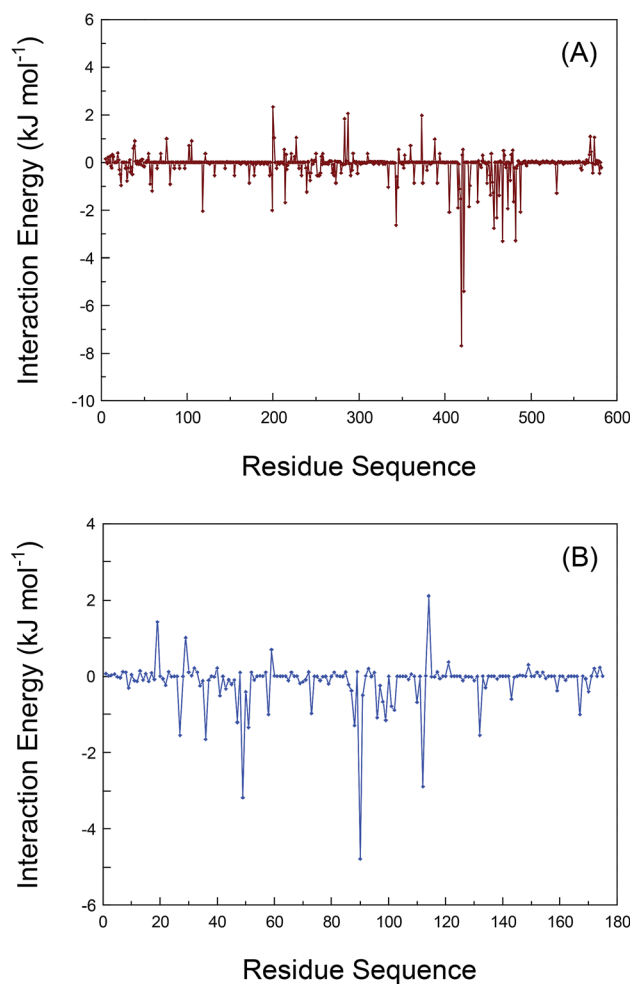 (A)
Interaction Energy (kJ mol⁻¹)
6
4
2
0
-2
-4
-6
-8
-10
0 100 200 300 400 500 600
Residue Sequence
(B)
Interaction Energy (kJ mol⁻¹)
4
2
0
-2
-4
-6
0 20 40 60 80 100 120 140 160 180
Residue Sequence